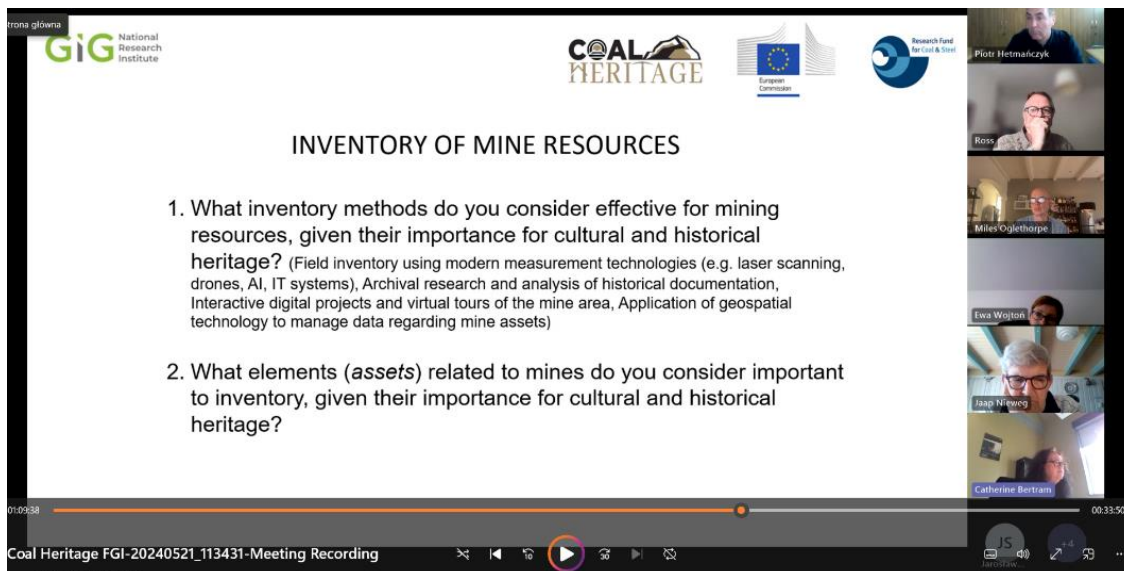 trona główna
GiG National
Research
Institute
COAL
HERITAGE
European
Commission
Research Fund
for Coal & Steel
INVENTORY OF MINE RESOURCES
1. What inventory methods do you consider effective for mining
resources, given their importance for cultural and historical
heritage? (Field inventory using modern measurement technologies (e.g. laser scanning,
drones, AI, IT systems), Archival research and analysis of historical documentation,
Interactive digital projects and virtual tours of the mine area, Application of geospatial
technology to manage data regarding mine assets)
2. What elements (assets) related to mines do you consider important
to inventory, given their importance for cultural and historical
heritage?
Piotr Hetmańczyk
Ross
Miles Oglethorpe
Ewa Wojtoń
Jaap Nieweg
Catherine Bertram
01:09:38
00:33:50
Coal Heritage FGI-20240521_113431-Meeting Recording
10
30
JS
+4
Jarosław...